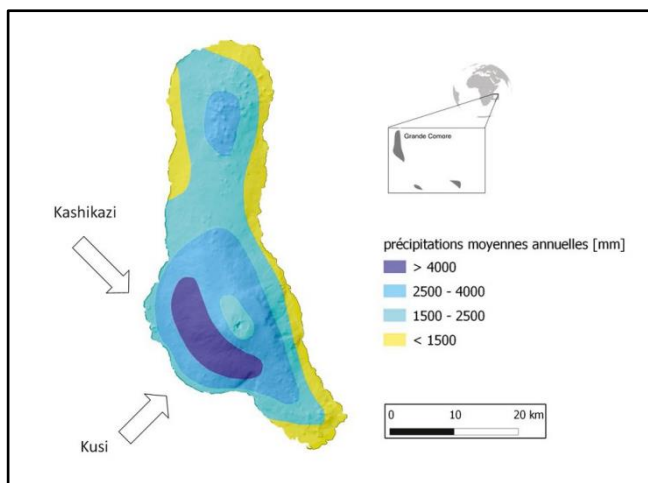 Grande Comore
Kashikazi
Kusi
précipitations moyennes annuelles [mm]
> 4000
2500 - 4000
1500 - 2500
< 1500
0 10 20 km